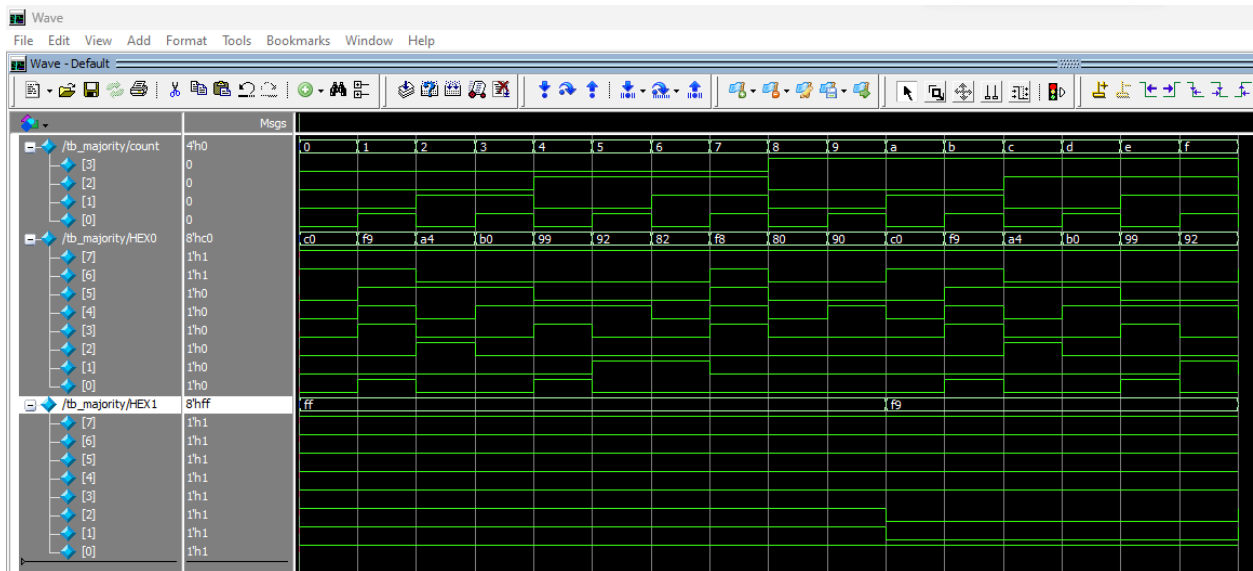 Wave
File Edit View Add Format Tools Bookmarks Window Help
Wave - Default
Msgs
/tb_majority/count 4'h0 0 1 2 3 4 5 6 7 8 9 a b c d e f
[3] 0
[2] 0
[1] 0
[0] 0
/tb_majority/HEX0 8'hc0 c0 f9 a4 b0 99 92 82 f8 80 90 c0 f9 a4 b0 99 92
[7] 1'h1
[6] 1'h1
[5] 1'h0
[4] 1'h0
[3] 1'h0
[2] 1'h0
[1] 1'h0
[0] 1'h0
/tb_majority/HEX1 8'hff ff f9
[7] 1'h1
[6] 1'h1
[5] 1'h1
[4] 1'h1
[3] 1'h1
[2] 1'h1
[1] 1'h1
[0] 1'h1